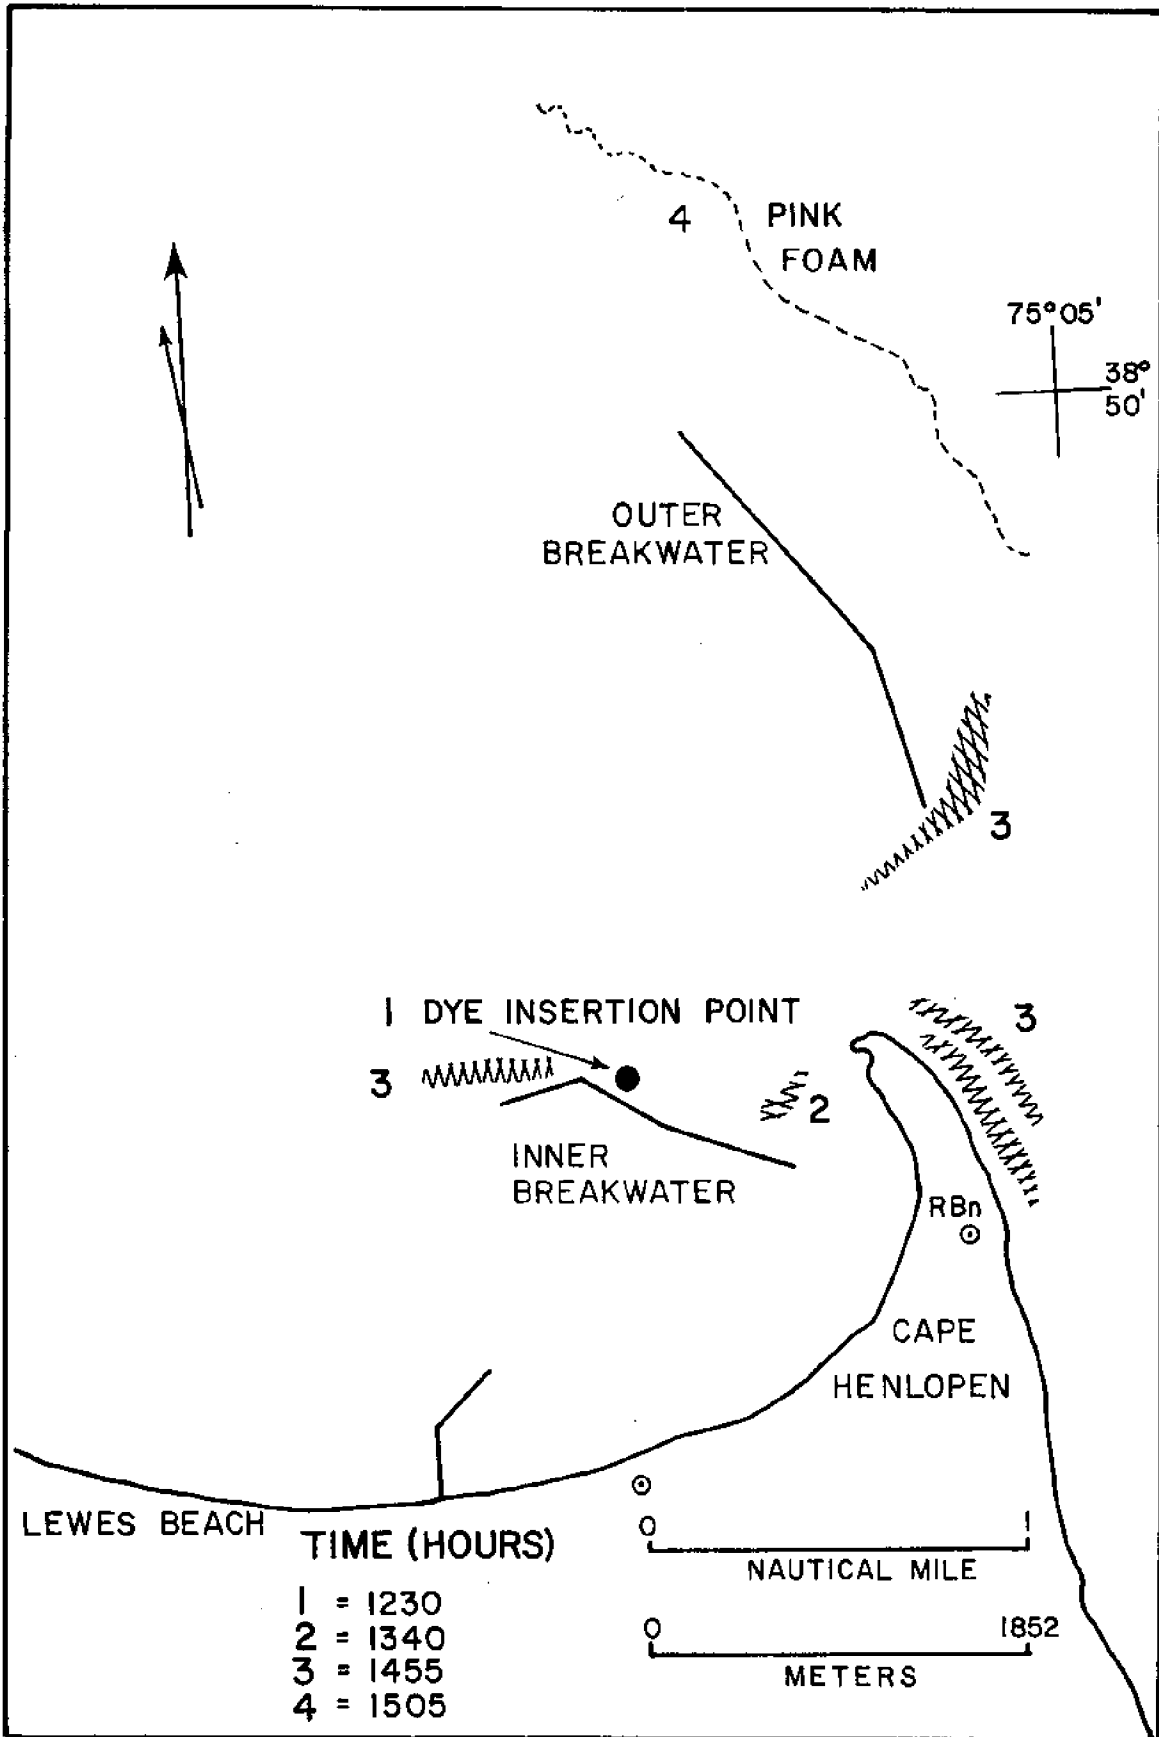 4 PINK
FOAM
75°05'
38°
50'
OUTER
BREAKWATER
3
1 DYE INSERTION POINT
3
3
2
INNER
BREAKWATER
RBn
CAPE
HENLOPEN
LEWES BEACH
TIME (HOURS)
1 = 1230
2 = 1340
3 = 1455
4 = 1505
0 1
NAUTICAL MILE
0 1852
METERS